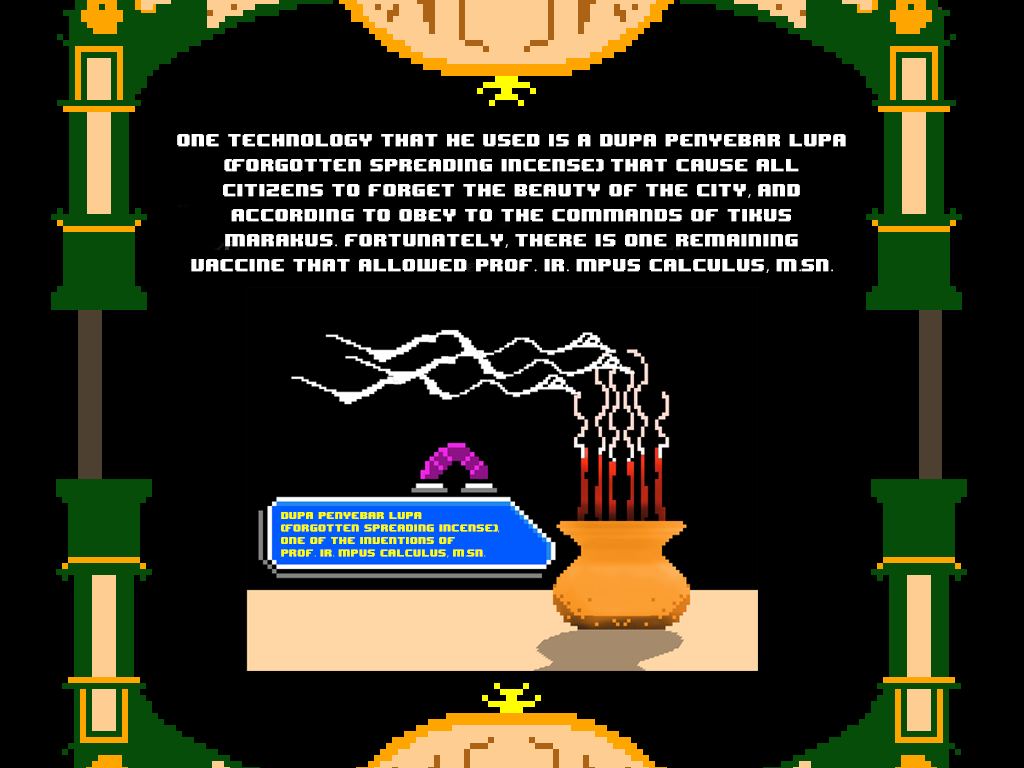 ONE TECHNOLOGY THAT HE USED IS A DUPA PENYEBAR LUPA
(FORGOTTEN SPREADING INCENSE) THAT CAUSE ALL
CITIZENS TO FORGET THE BEAUTY OF THE CITY, AND
ACCORDING TO OBEY TO THE COMMANDS OF TIKUS
MARAKUS. FORTUNATELY, THERE IS ONE REMAINING
VACCINE THAT ALLOWED PROF. IR. MPUS CALCULUS, M.SN.
DUPA PENYEBAR LUPA
(FORGOTTEN SPREADING INCENSE),
ONE OF THE INVENTIONS OF
PROF. IR. MPUS CALCULUS, M.SN.